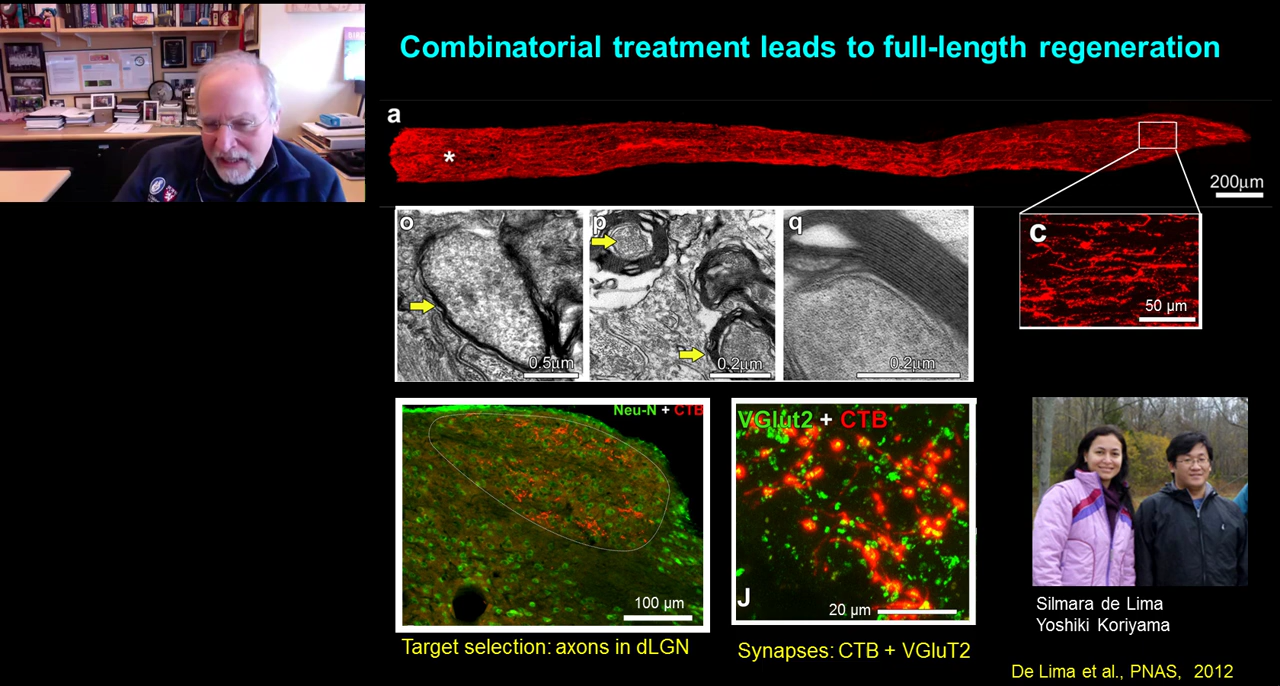 Combinatorial treatment leads to full-length regeneration
a
*
200µm
o
p
q
c
0.5µm
0.2µm
0.2µm
50 µm
Neu-N + CTB
VGlut2 + CTB
100 µm
J
20 µm
Target selection: axons in dLGN
Synapses: CTB + VGluT2
Silmara de Lima
Yoshiki Koriyama
De Lima et al., PNAS, 2012